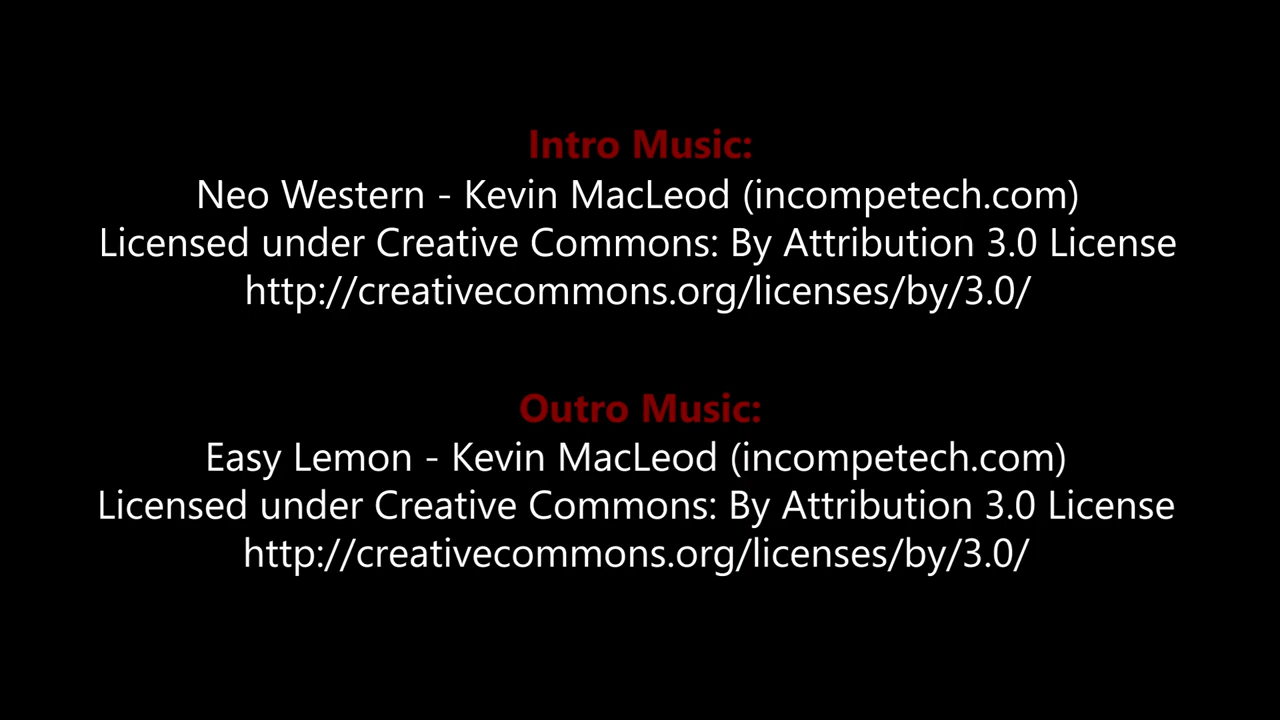 Intro Music:
Neo Western - Kevin MacLeod (incompetech.com)
Licensed under Creative Commons: By Attribution 3.0 License
http://creativecommons.org/licenses/by/3.0/
Outro Music:
Easy Lemon - Kevin MacLeod (incompetech.com)
Licensed under Creative Commons: By Attribution 3.0 License
http://creativecommons.org/licenses/by/3.0/